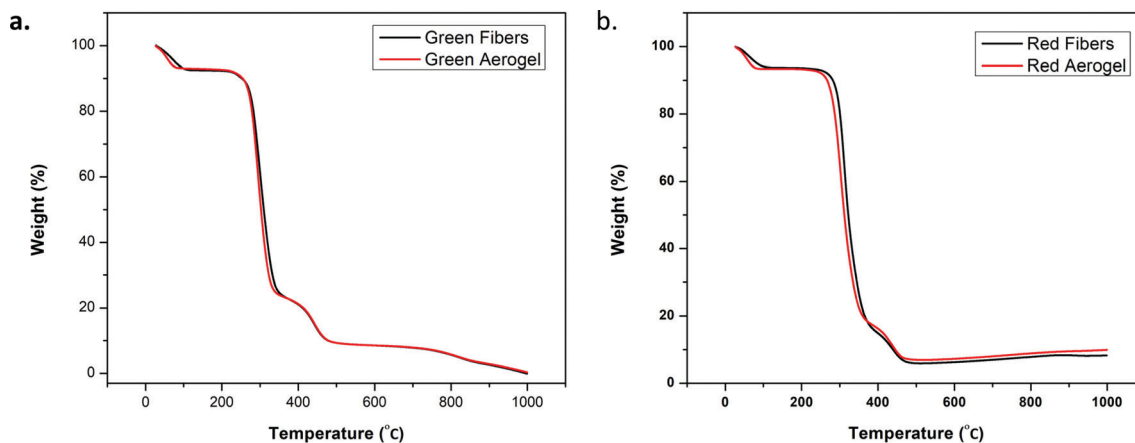 a.
Green Fibers
Green Aerogel
100
80
60
40
20
0
Weight (%)
0 200 400 600 800 1000
Temperature (°C)
b.
Red Fibers
Red Aerogel
100
80
60
40
20
0
Weight (%)
0 200 400 600 800 1000
Temperature (°C)